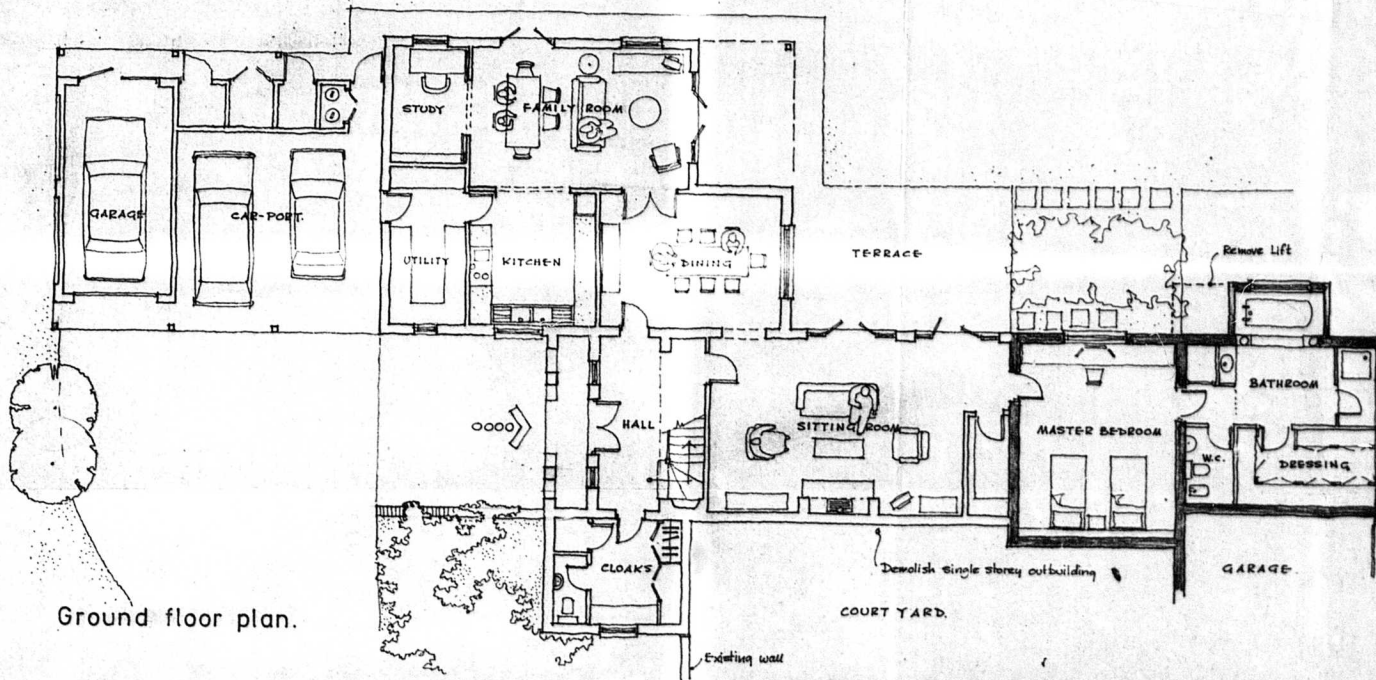 STUDY
FAMILY ROOM
GARAGE
CAR-PORT.
UTILITY
KITCHEN
DINING
TERRACE
Remove Lift
HALL
SITTING ROOM
MASTER BEDROOM
BATHROOM
W.C.
DRESSING
CLOAKS
Demolish single storey outbuilding
GARAGE
COURT YARD.
Ground floor plan.
Existing wall